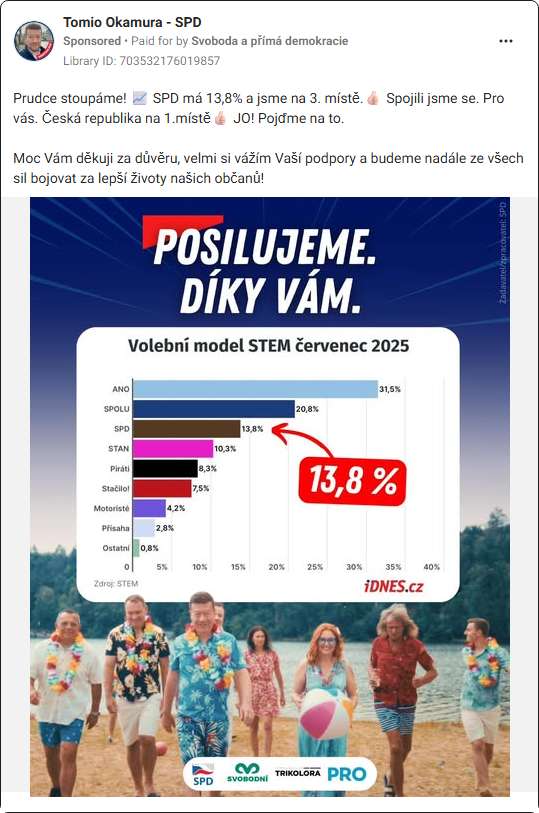 Tomio Okamura - SPD
Sponsored • Paid for by Svoboda a přímá demokracie
Library ID: 703532176019857
Prudce stoupáme! 📈 SPD má 13,8% a jsme na 3. místě.👍 Spojili jsme se. Pro
vás. Česká republika na 1.místě👍 JO! Pojďme na to.
Moc Vám děkuji za důvěru, velmi si vážím Vaší podpory a budeme nadále ze všech
sil bojovat za lepší životy našich občanů!
Zadavatel/zpracovatel: SPD
POSILUJEME.
DÍKY VÁM.
Volební model STEM červenec 2025
ANO 31,5%
SPOLU 20,8%
SPD 13,8%
STAN 10,3%
Piráti 8,3%
Stačilo! 7,5%
Motoristé 4,2%
Přísaha 2,8%
Ostatní 0,8%
13,8 %
0 5% 10% 15% 20% 25% 30% 35% 40%
Zdroj: STEM
iDNES.cz
SPD SVOBODNÍ TRIKOLORA PRO